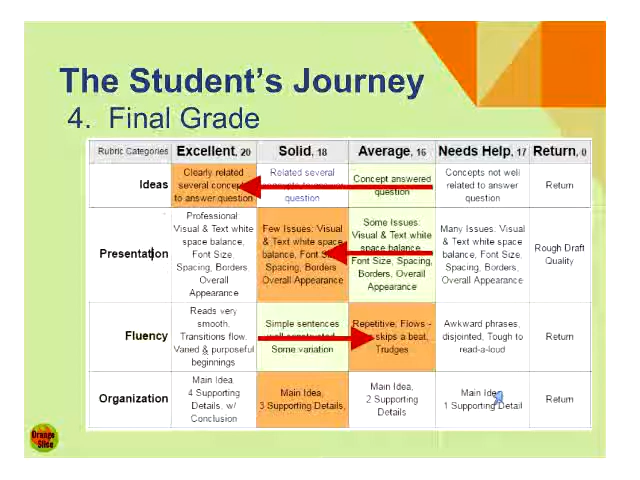 The Student's Journey
4. Final Grade
Rubric Categories Excellent, 20 Solid, 18 Average, 16 Needs Help, 17 Return, 0
Ideas
Clearly related
several concepts
to answer question
Related several
question
Concept answered
question
Concepts not well
related to answer
question
Return
Presentation
Professional
Visual & Text white
space balance,
Font Size,
Spacing, Borders,
Overall
Appearance
Few Issues: Visual
& Text white space
balance, Font Size,
Spacing, Borders,
Overall Appearance
Some Issues:
Visual & Text white
space balance,
Font Size, Spacing,
Borders, Overall
Appearance
Many Issues: Visual
& Text white space
balance, Font Size,
Spacing, Borders,
Overall Appearance
Rough Draft
Quality
Fluency
Reads very
smooth,
Transitions flow.
Varied & purposeful
beginnings
Simple sentences
Some variation
Repetitive, Flows -
skips a beat,
Trudges
Awkward phrases,
disjointed, Tough to
read-a-loud
Return
Organization
Main Idea,
4 Supporting
Details, w/
Conclusion
Main Idea,
3 Supporting Details,
Main Idea,
2 Supporting
Details
Main Idea
1 Supporting Detail
Return
Orange
Slice